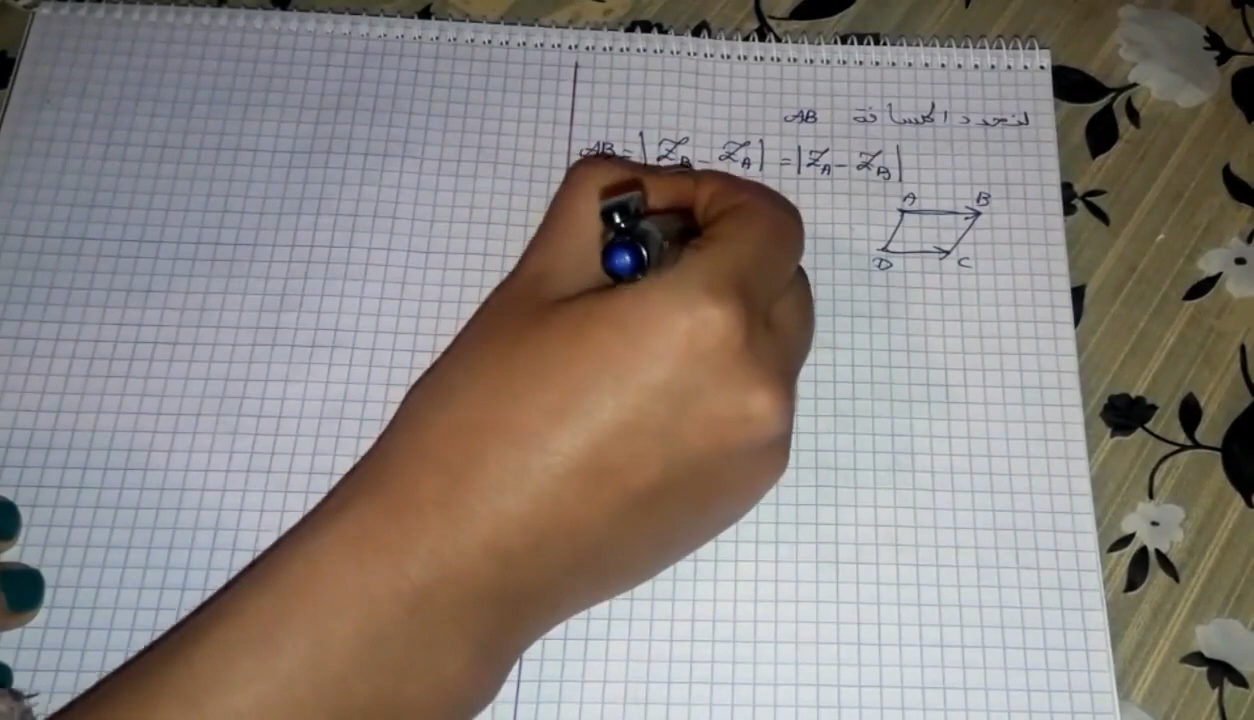 لنحدد المسافة AB
AB = |Z_B - Z_A| = |Z_A - Z_B|
A B
D C